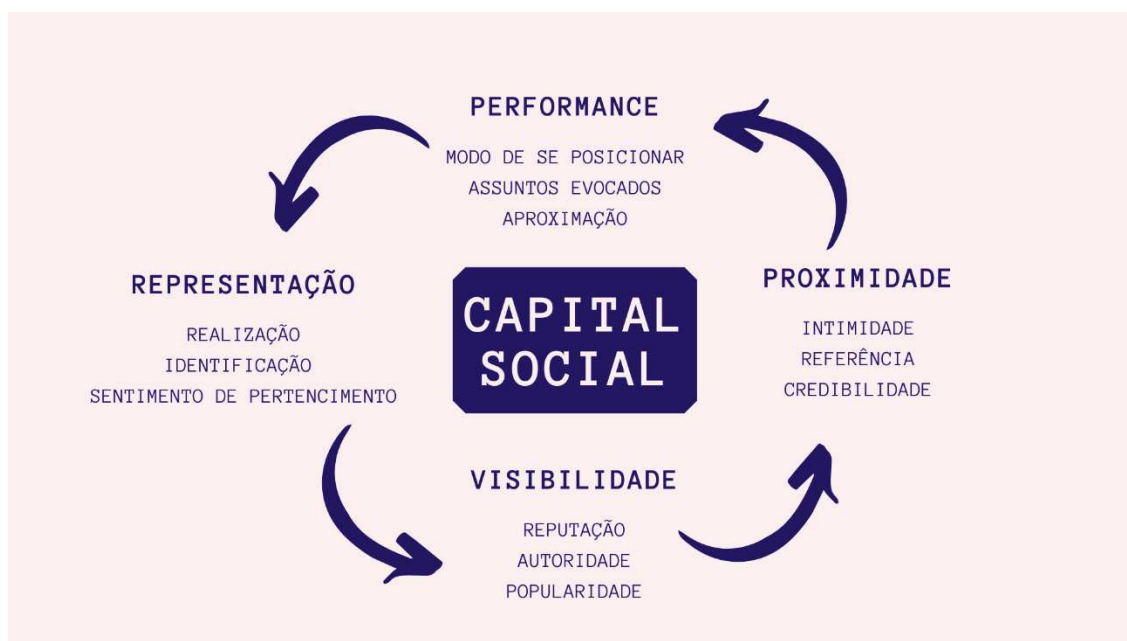 PERFORMANCE
MODO DE SE POSICIONAR
ASSUNTOS EVOCADOS
APROXIMAÇÃO
REPRESENTAÇÃO
REALIZAÇÃO
IDENTIFICAÇÃO
SENTIMENTO DE PERTENCIMENTO
CAPITAL
SOCIAL
PROXIMIDADE
INTIMIDADE
REFERÊNCIA
CREDIBILIDADE
VISIBILIDADE
REPUTAÇÃO
AUTORIDADE
POPULARIDADE